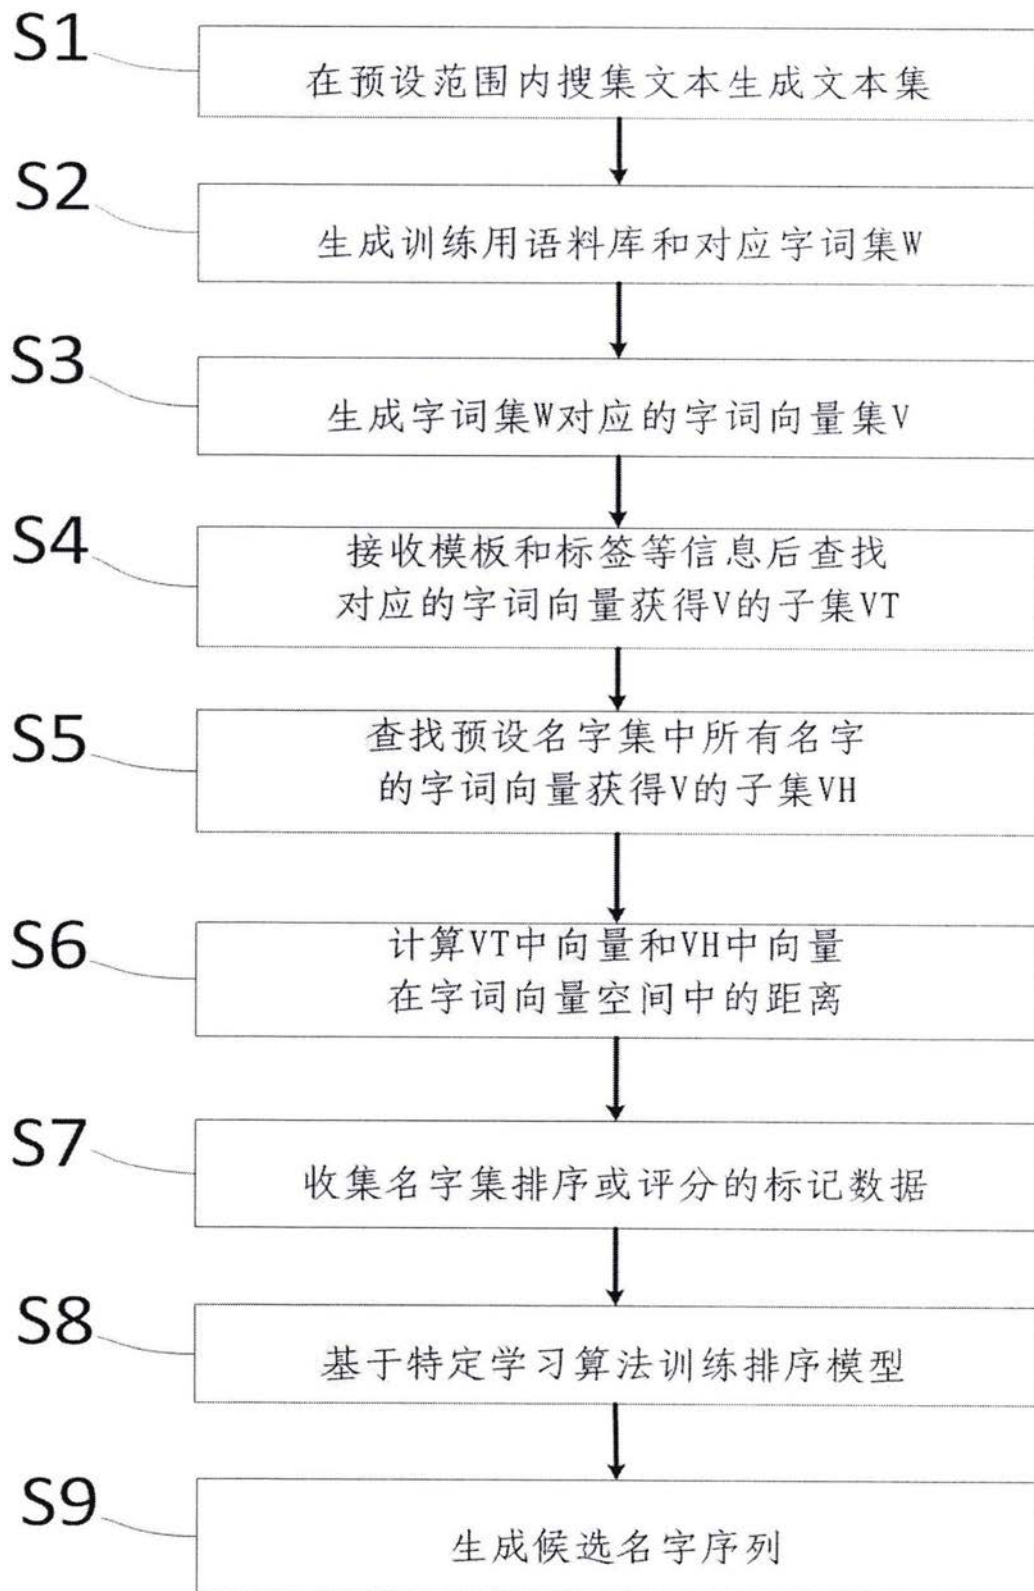 S1
在预设范围内搜集文本生成文本集
S2
生成训练用语料库和对应字词集W
S3
生成字词集W对应的字词向量集V
S4
接收模板和标签等信息后查找
对应的字词向量获得V的子集VT
S5
查找预设名字集中所有名字
的字词向量获得V的子集VH
S6
计算VT中向量和VH中向量
在字词向量空间中的距离
S7
收集名字集排序或评分的标记数据
S8
基于特定学习算法训练排序模型
S9
生成候选名字序列